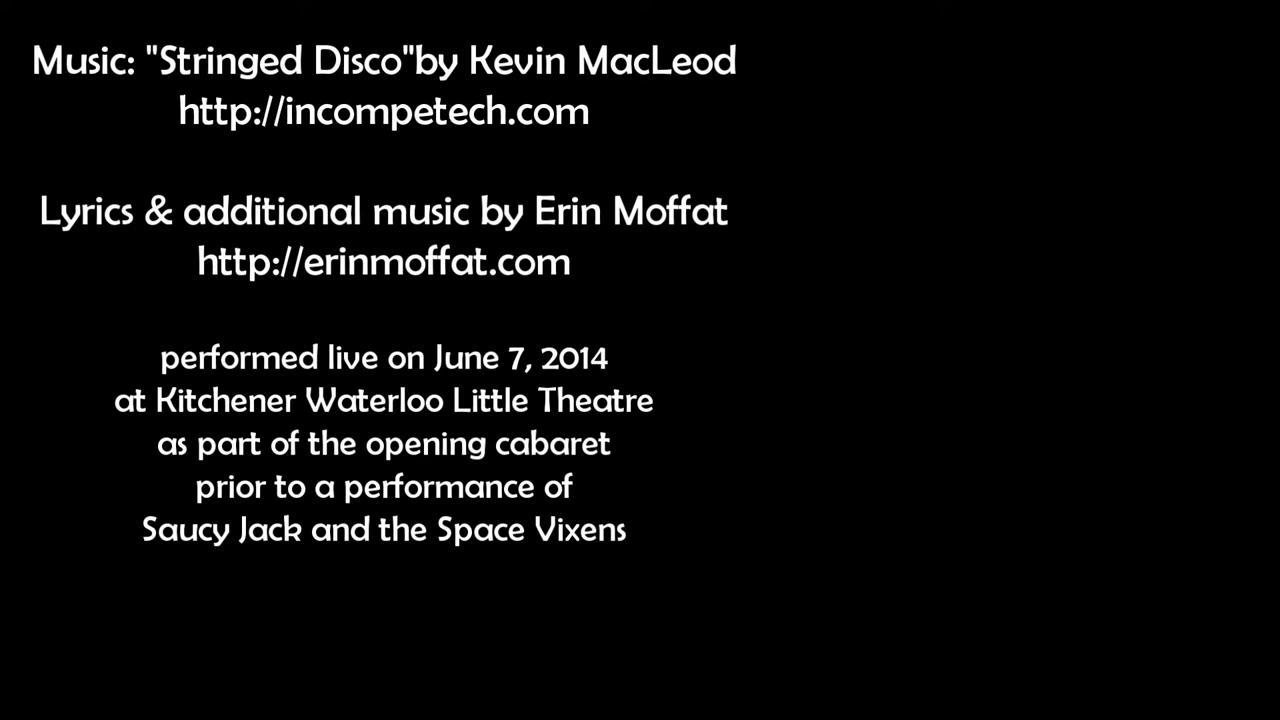 Music: "Stringed Disco"by Kevin MacLeod
http://incompetech.com
Lyrics & additional music by Erin Moffat
http://erinmoffat.com
performed live on June 7, 2014
at Kitchener Waterloo Little Theatre
as part of the opening cabaret
prior to a performance of
Saucy Jack and the Space Vixens